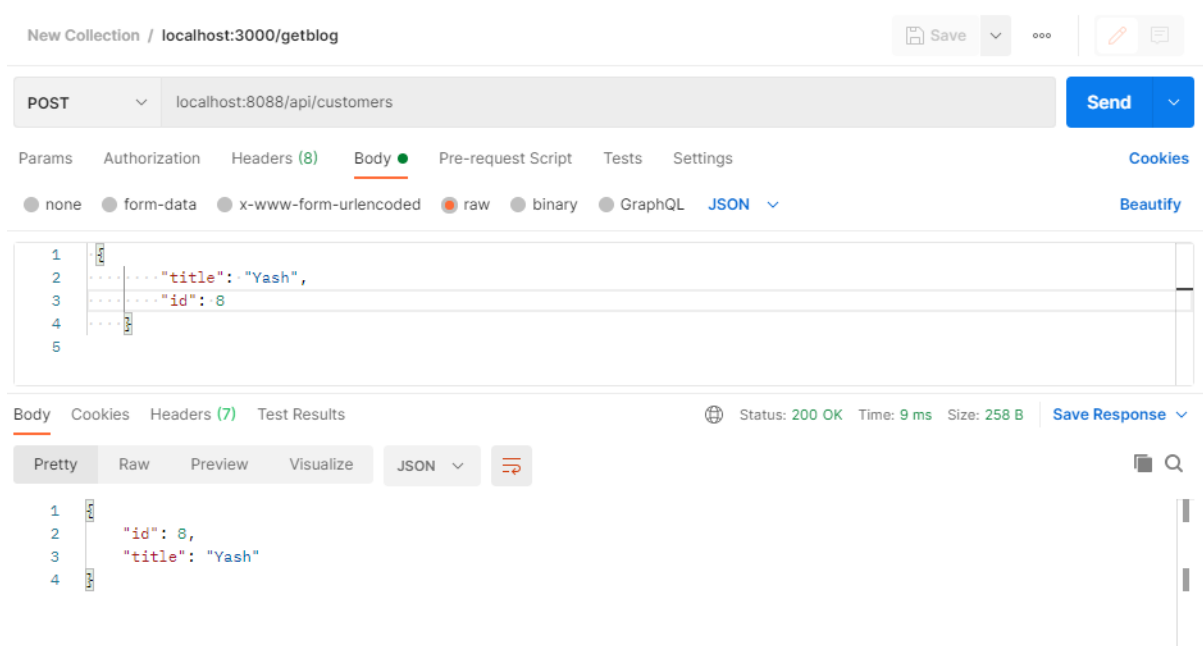 New Collection / localhost:3000/getblog Save ooo
POST localhost:8088/api/customers Send
Params Authorization Headers (8) Body Pre-request Script Tests Settings Cookies
none form-data x-www-form-urlencoded raw binary GraphQL JSON Beautify
1 {
2 "title": "Yash",
3 "id": 8
4 }
5
Body Cookies Headers (7) Test Results Status: 200 OK Time: 9 ms Size: 258 B Save Response
Pretty Raw Preview Visualize JSON
1 {
2 "id": 8,
3 "title": "Yash"
4 }